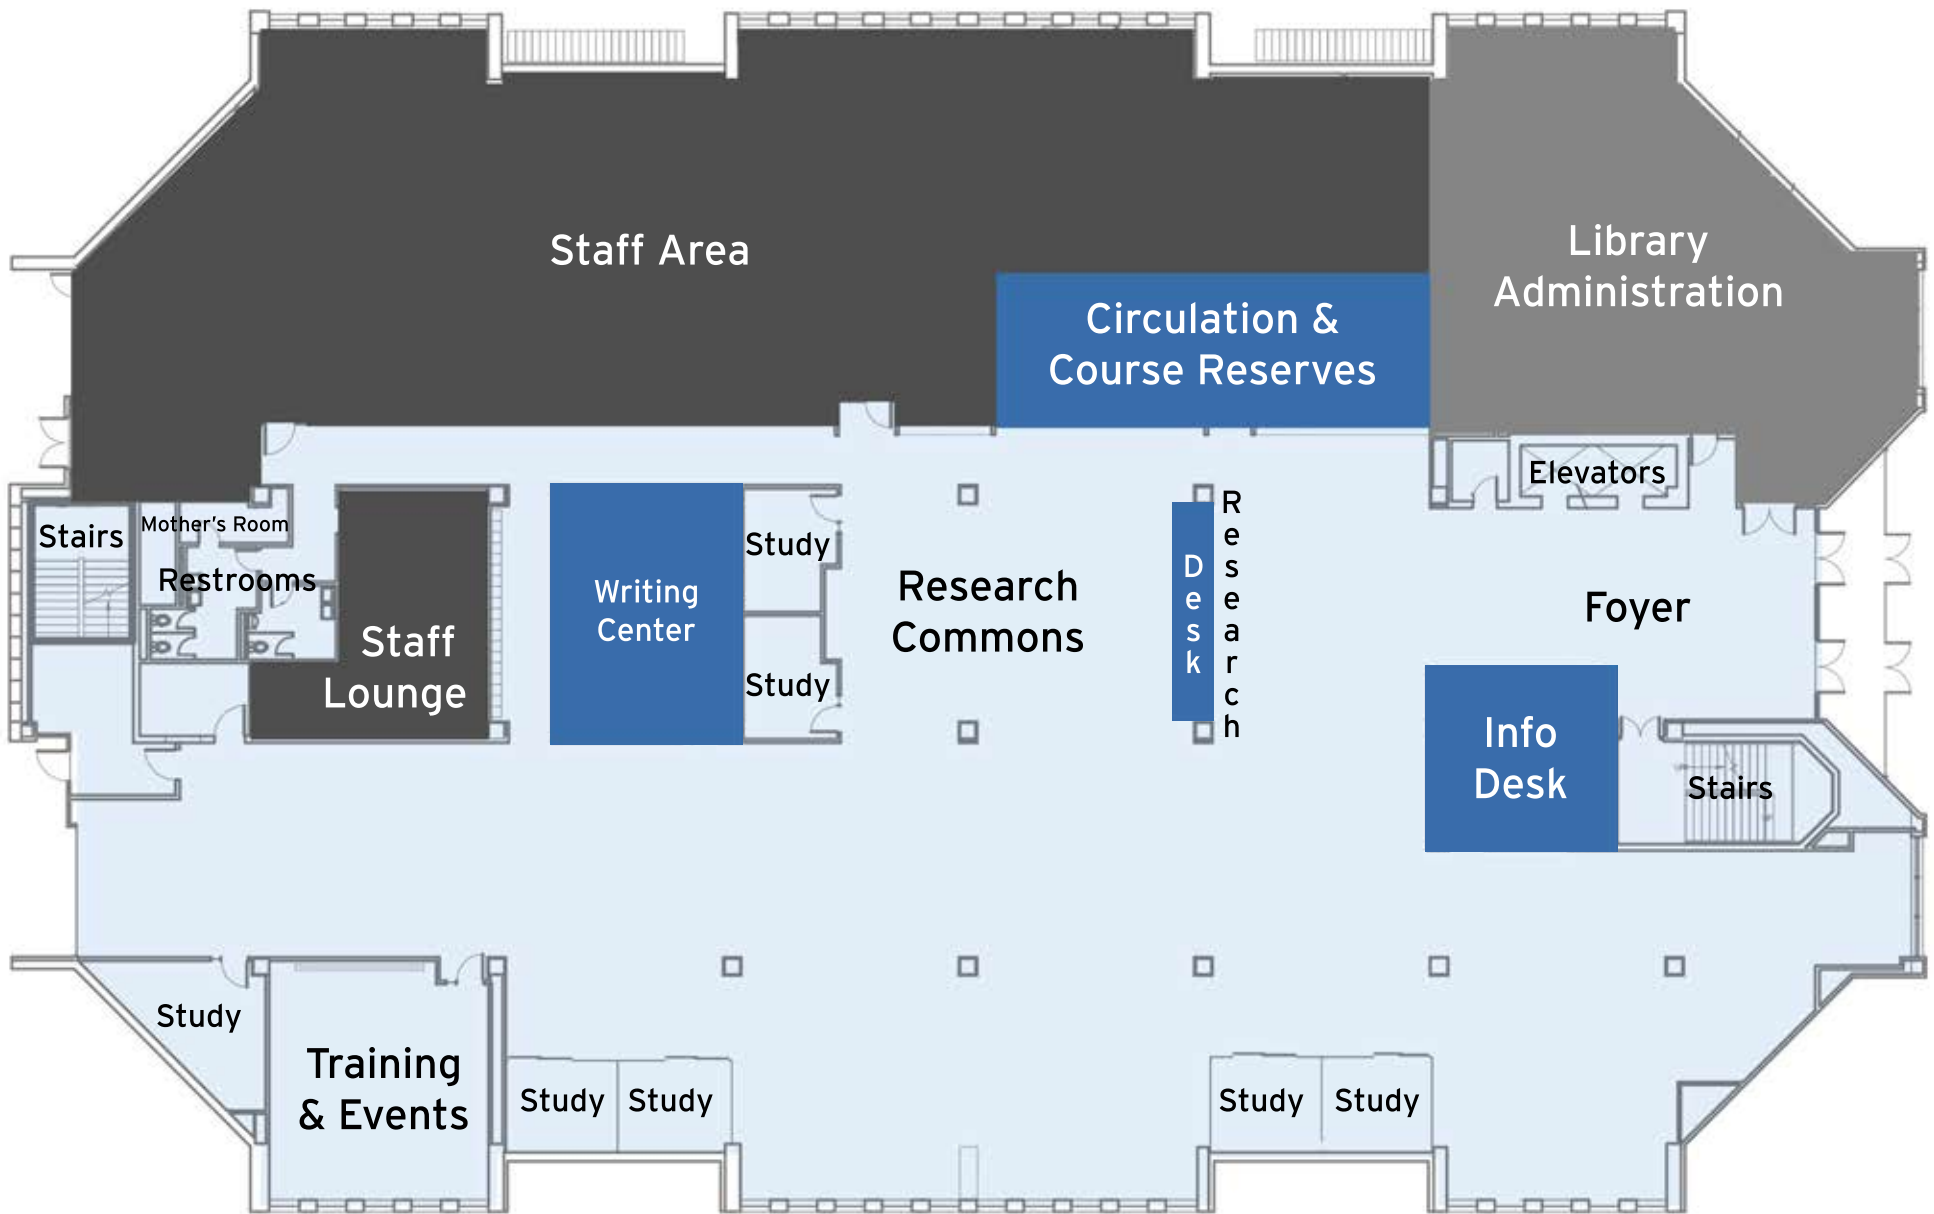 Staff Area
Library
Administration
Circulation &
Course Reserves
Elevators
Stairs
Mother's Room
Restrooms
Staff
Lounge
Writing
Center
Study
Study
Research
Commons
Desk
Research
Foyer
Info
Desk
Stairs
Study
Training
& Events
Study
Study
Study
Study